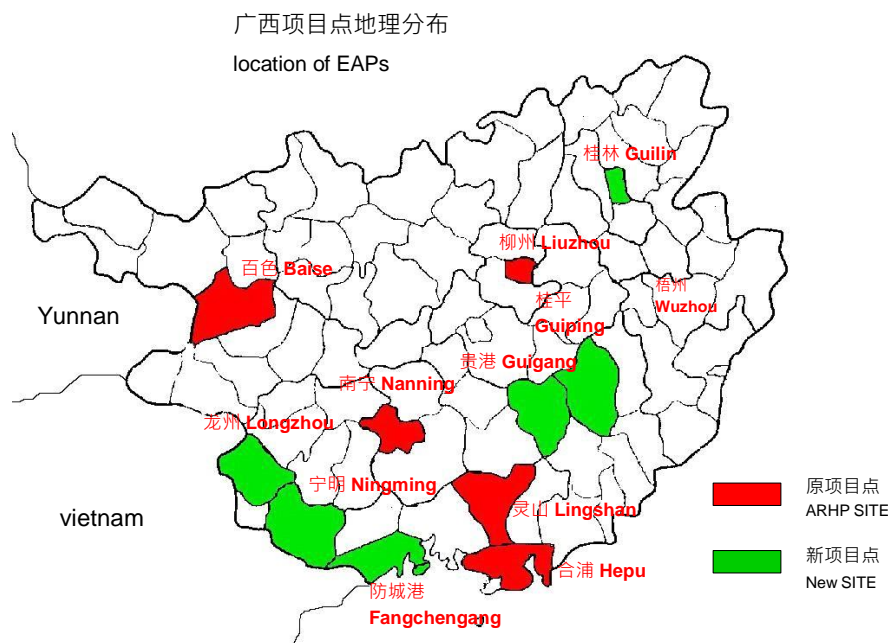 广西项目点地理分布
location of EAPs
桂林 Guilin
柳州 Liuzhou
百色 Baise
桂平
Guiping
梧州
Wuzhou
Yunnan
贵港 Guigang
南宁 Nanning
龙州 Longzhou
宁明 Ningming
vietnam
灵山 Lingshan
合浦 Hepu
防城港
Fangchengang
原项目点
ARHP SITE
新项目点
New SITE